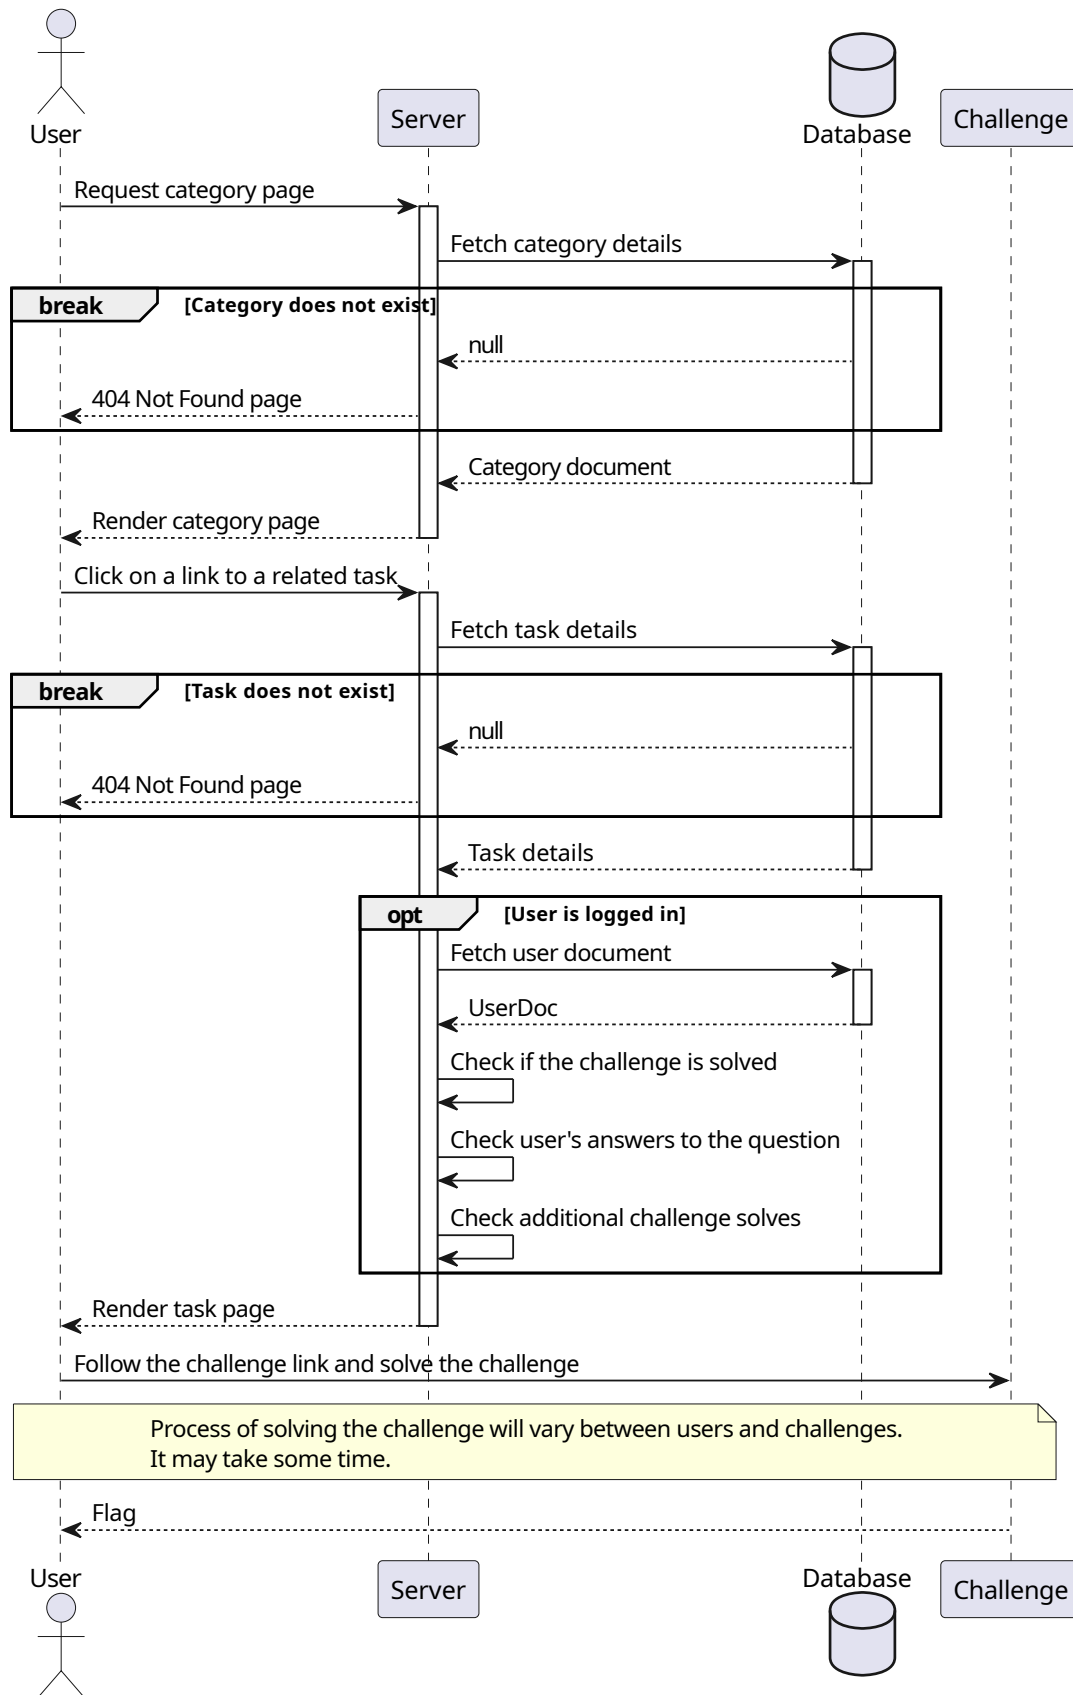 User
Server
Database
Challenge
Request category page
Fetch category details
break [Category does not exist]
null
404 Not Found page
Category document
Render category page
Click on a link to a related task
Fetch task details
break [Task does not exist]
null
404 Not Found page
Task details
opt [User is logged in]
Fetch user document
UserDoc
Check if the challenge is solved
Check user's answers to the question
Check additional challenge solves
Render task page
Follow the challenge link and solve the challenge
Process of solving the challenge will vary between users and challenges.
It may take some time.
Flag
User
Server
Database
Challenge